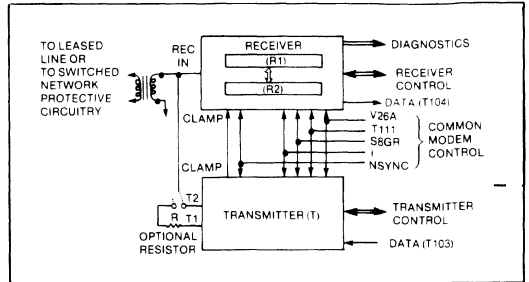 TO LEASED
LINE OR
TO SWITCHED
NETWORK
PROTECTIVE
CIRCUITRY
REC
IN
RECEIVER
(R1)
(R2)
DIAGNOSTICS
RECEIVER
CONTROL
DATA (T104)
CLAMP
V26A
T111
S8GR
NSYNC
COMMON
MODEM
CONTROL
CLAMP
T2
R
T1
OPTIONAL
RESISTOR
TRANSMITTER (T)
TRANSMITTER
CONTROL
DATA (T103)